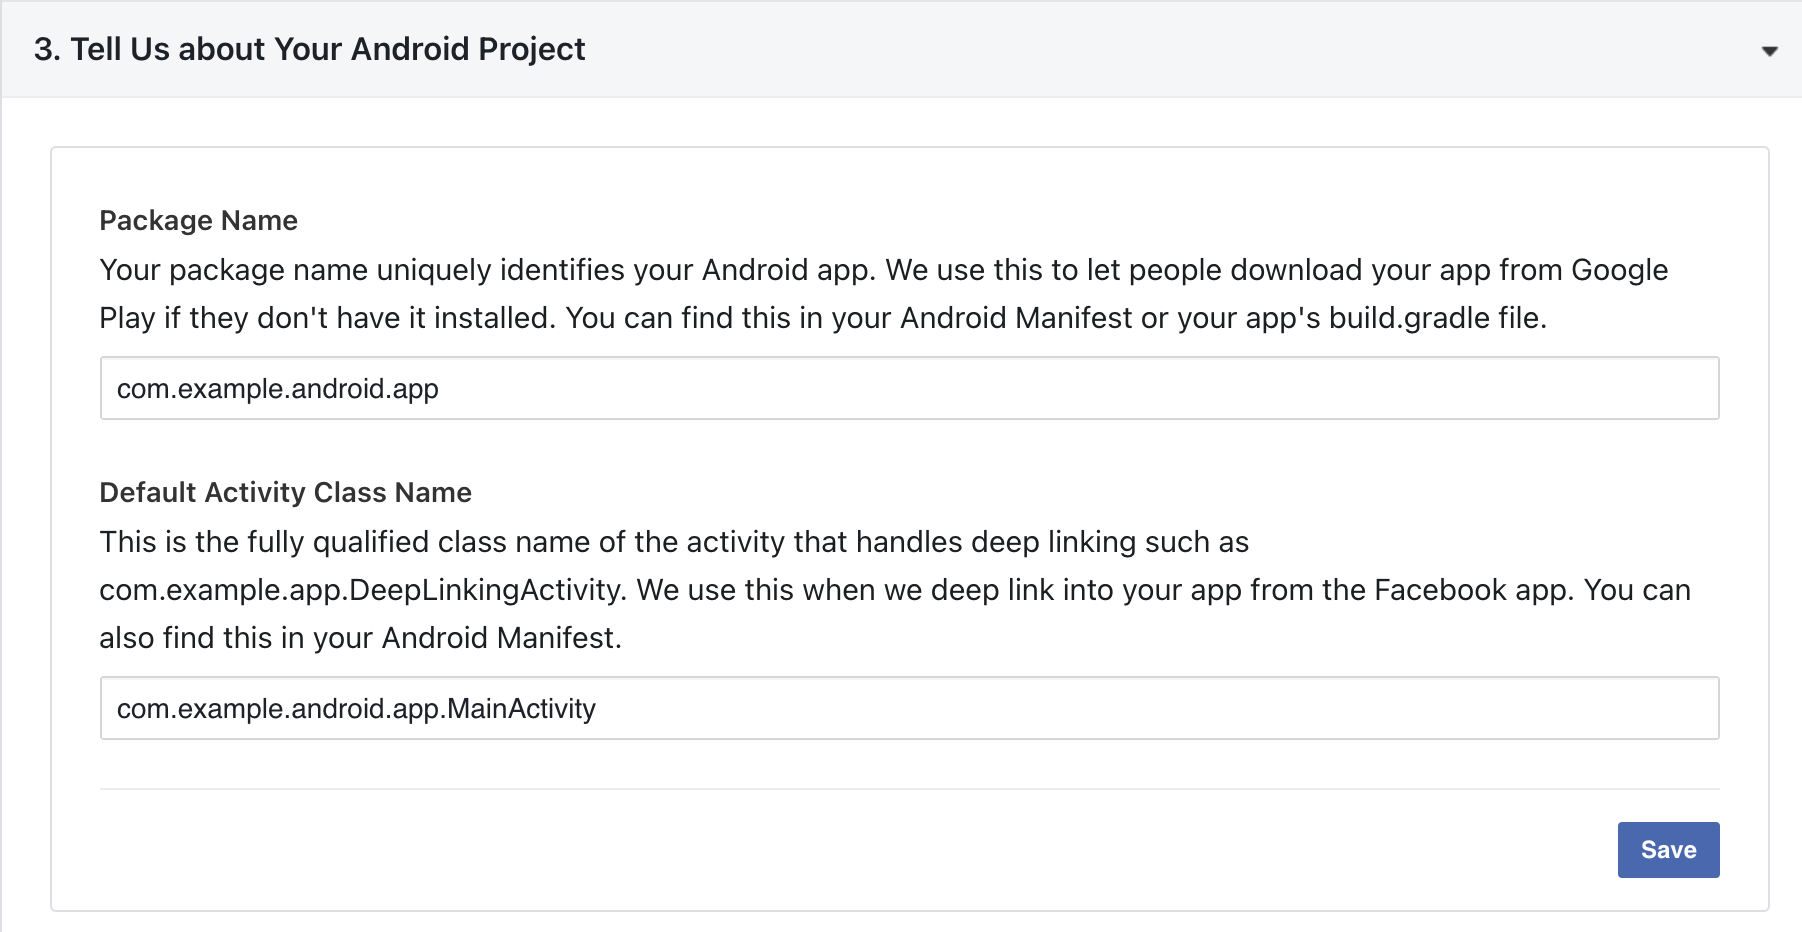 3. Tell Us about Your Android Project
Package Name
Your package name uniquely identifies your Android app. We use this to let people download your app from Google
Play if they don't have it installed. You can find this in your Android Manifest or your app's build.gradle file.
com.example.android.app
Default Activity Class Name
This is the fully qualified class name of the activity that handles deep linking such as
com.example.app.DeepLinkingActivity. We use this when we deep link into your app from the Facebook app. You can
also find this in your Android Manifest.
com.example.android.app.MainActivity
Save